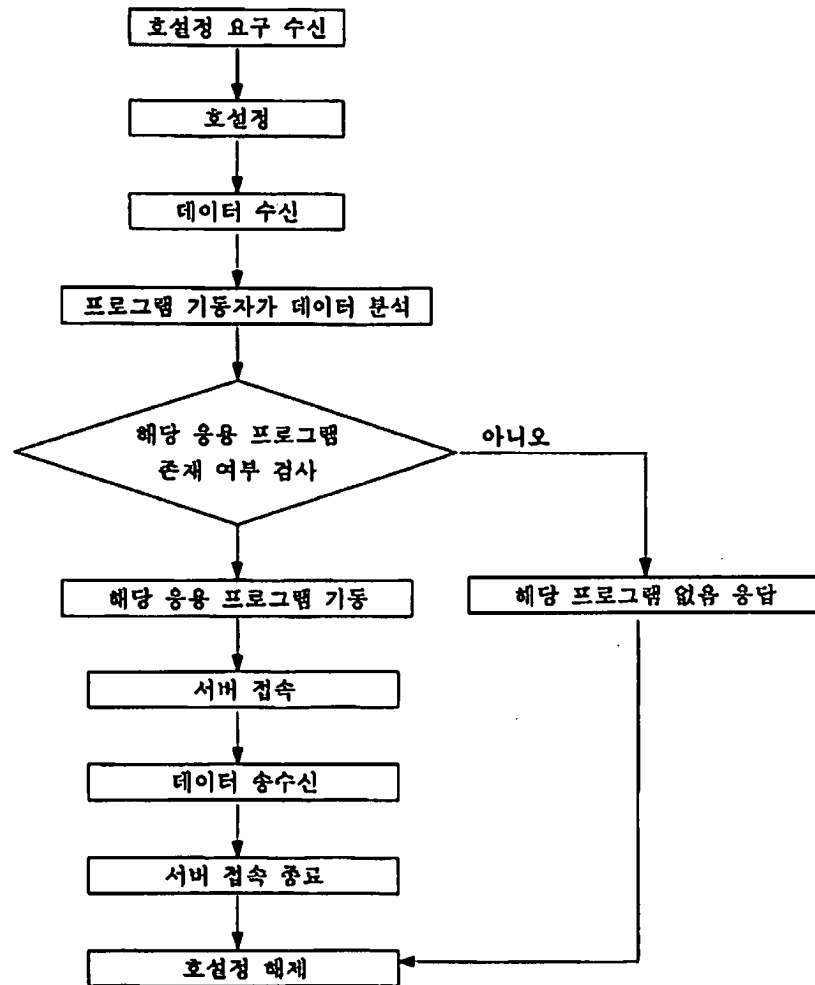 호설정 요구 수신
호설정
데이터 수신
프로그램 기동자가 데이터 분석
해당 응용 프로그램
존재 여부 검사
아니오
해당 응용 프로그램 기동
해당 프로그램 없음 응답
서버 접속
데이터 송수신
서버 접속 종료
호설정 해제